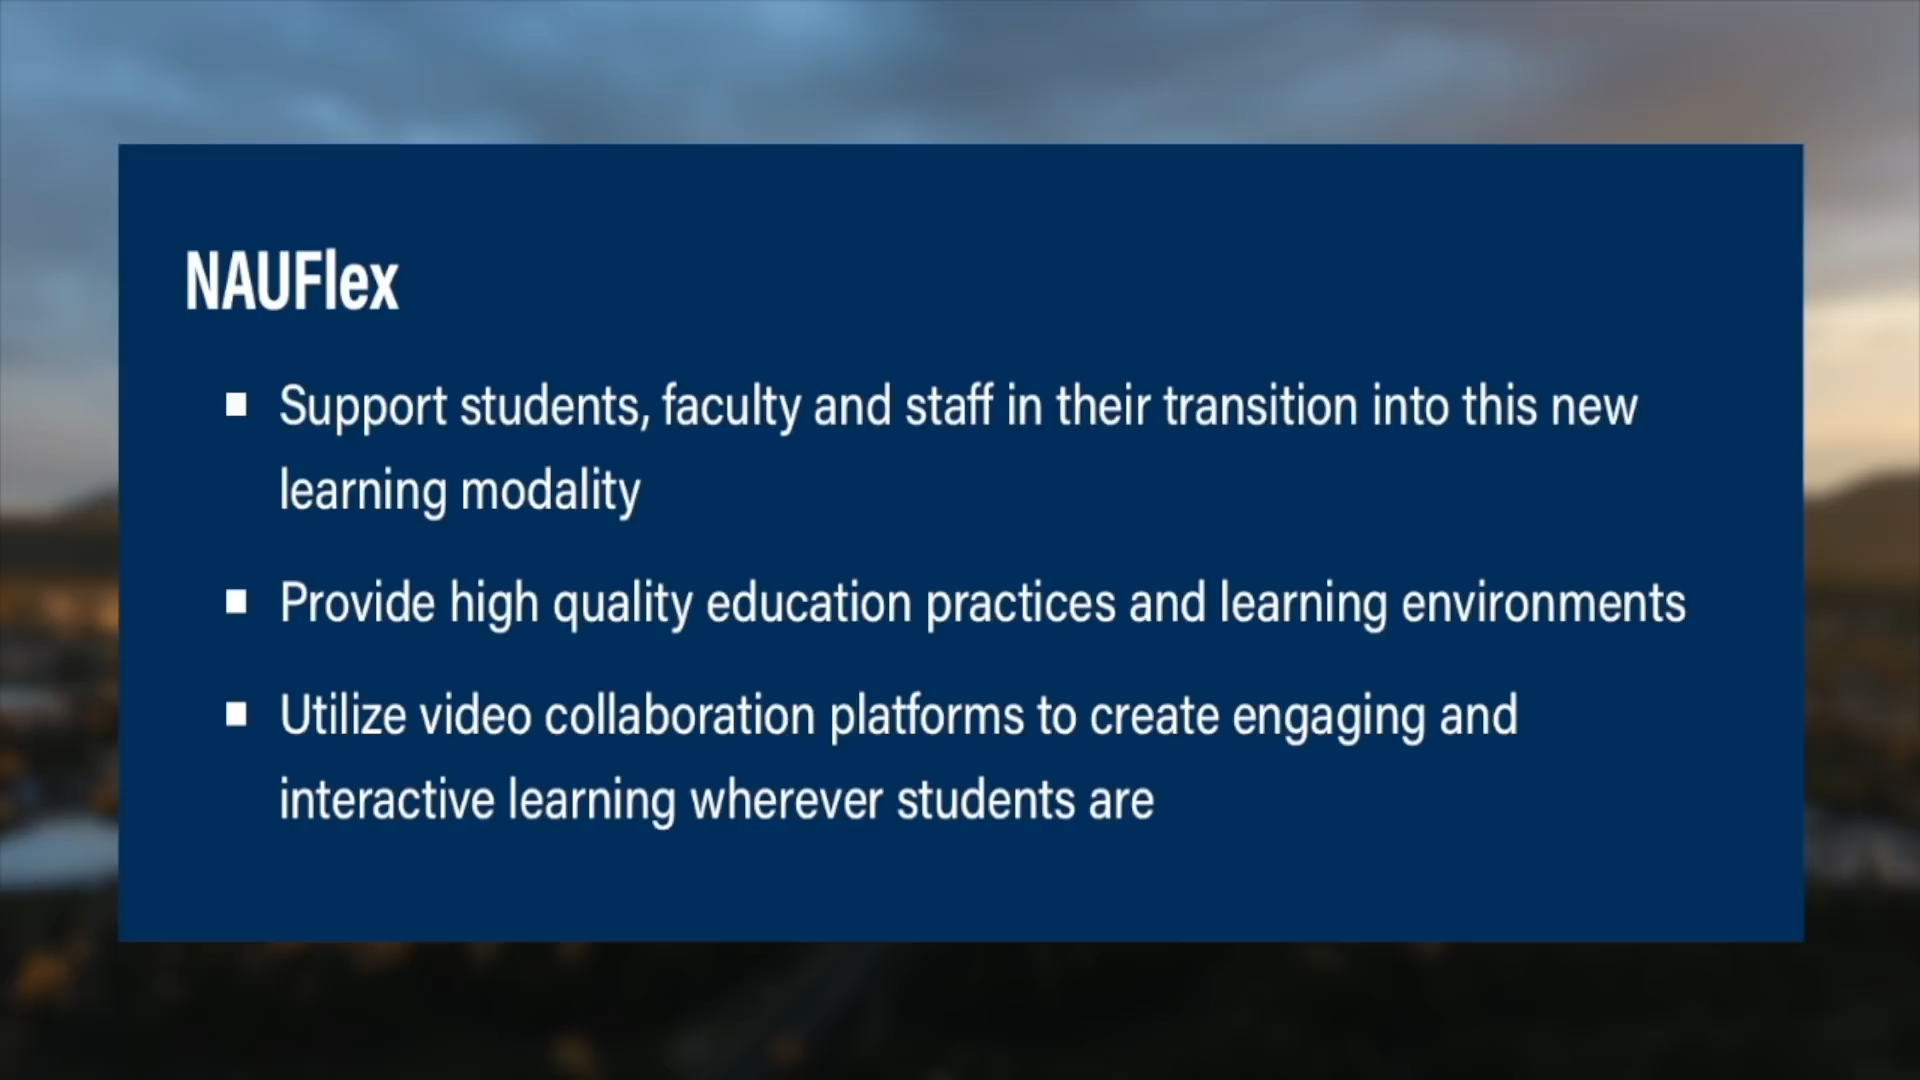 NAUFlex
▪ Support students, faculty and staff in their transition into this new
learning modality
▪ Provide high quality education practices and learning environments
▪ Utilize video collaboration platforms to create engaging and
interactive learning wherever students are